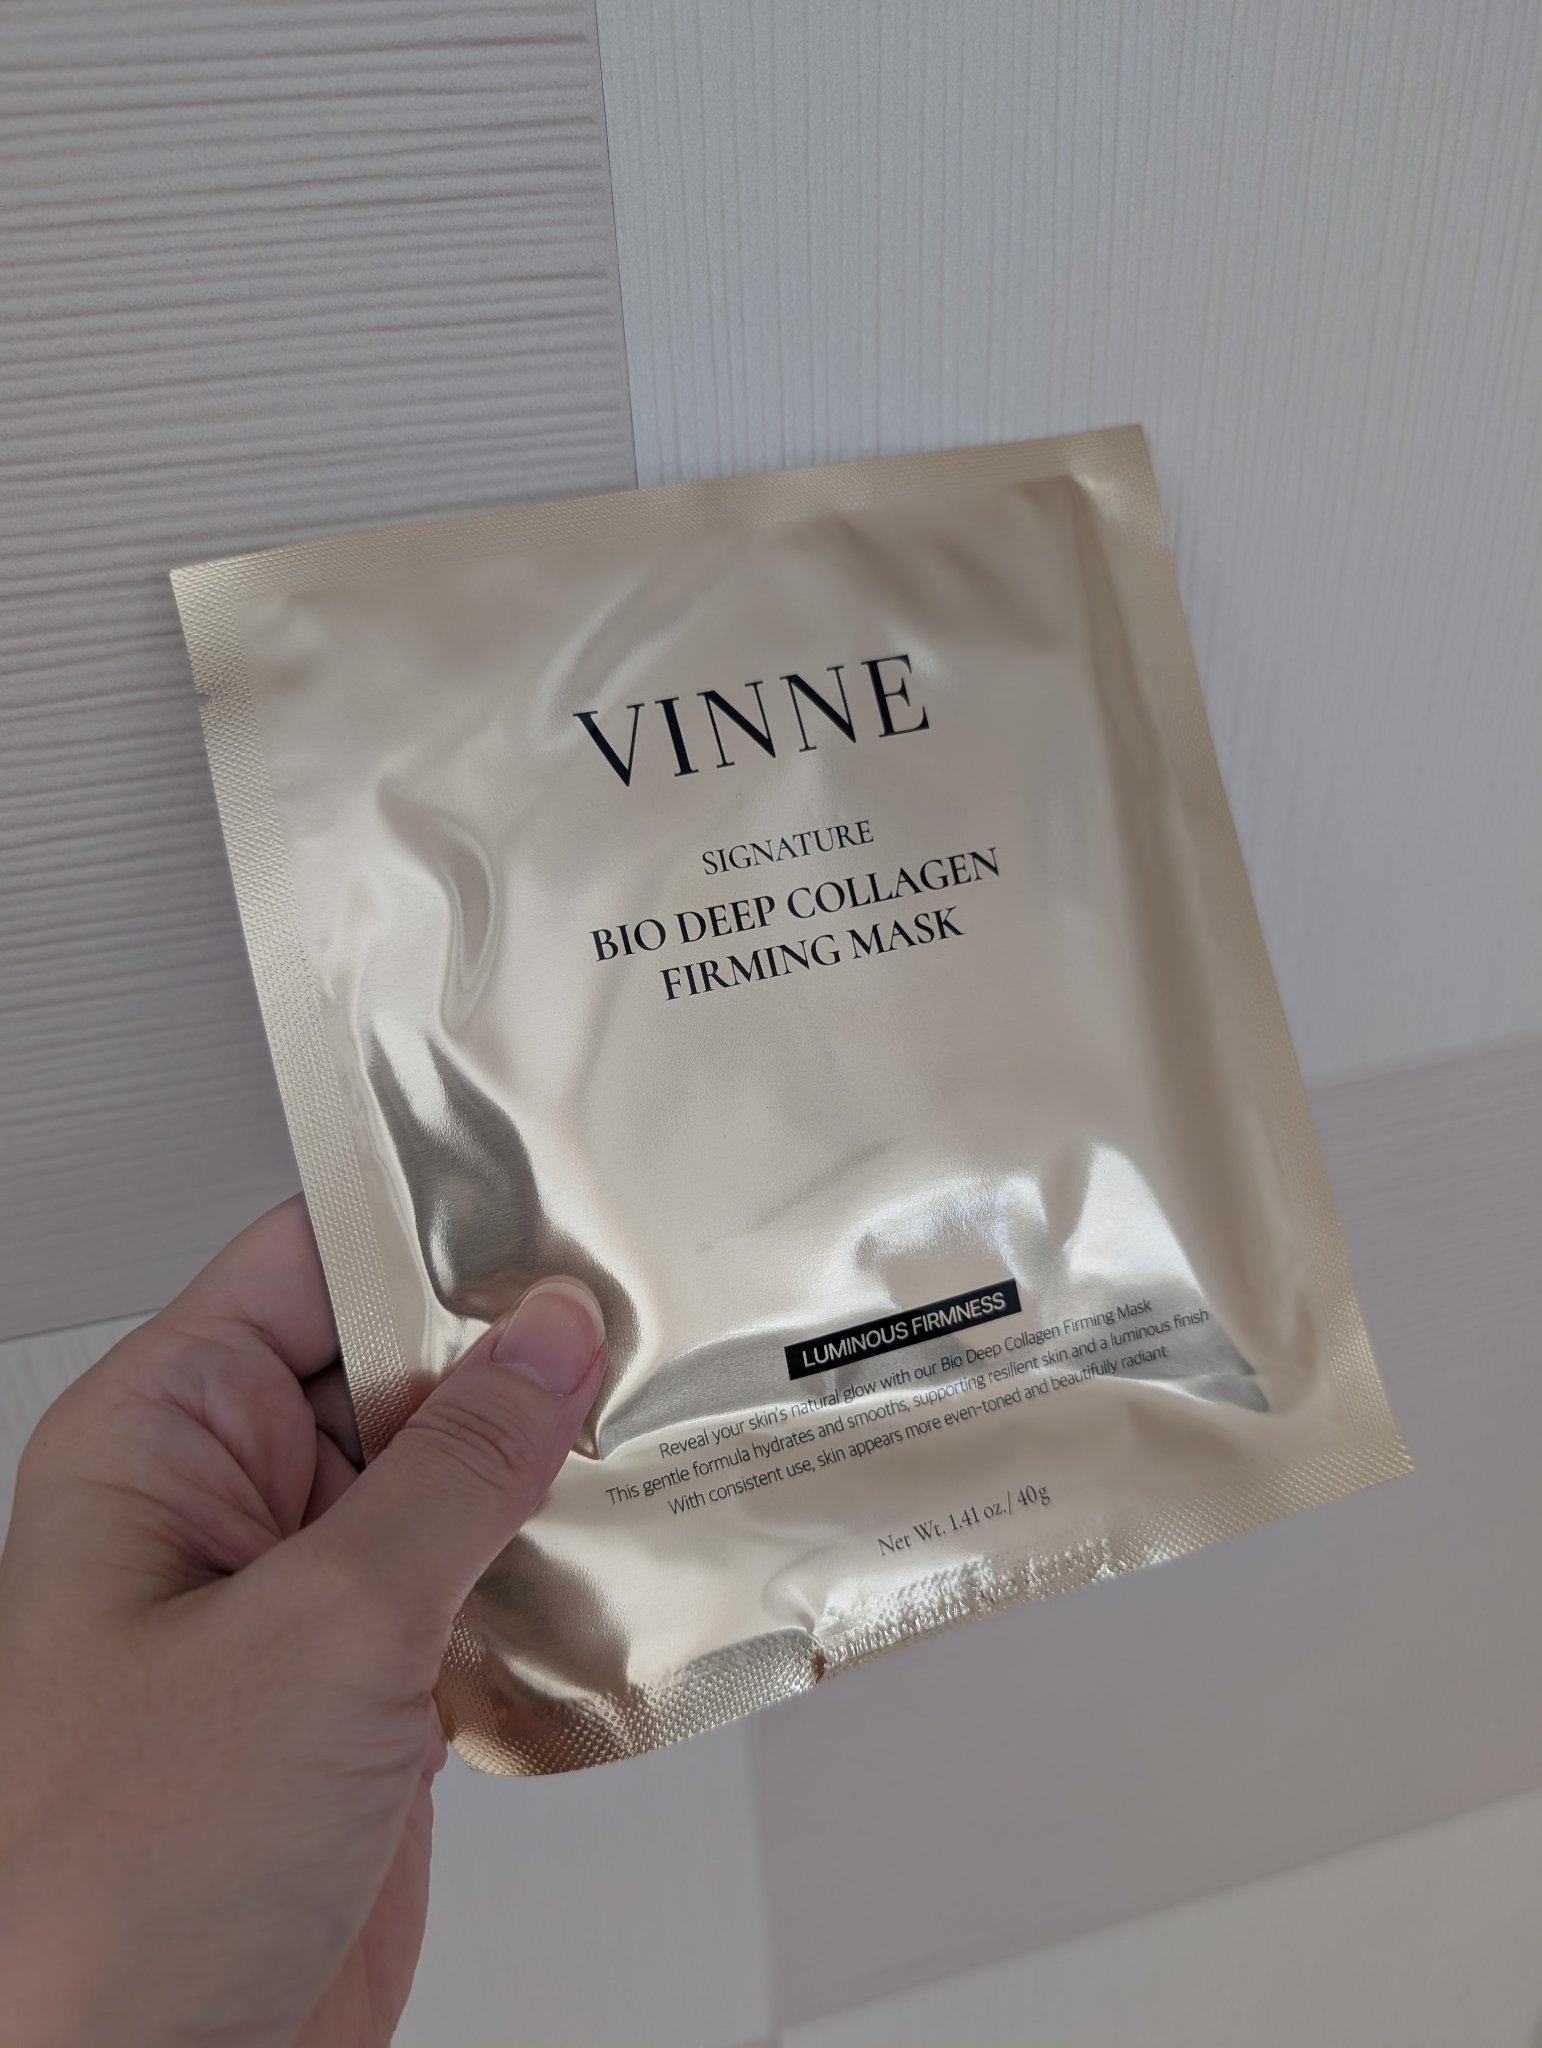 VINNE
SIGNATURE
BIO DEEP COLLAGEN
FIRMING MASK
LUMINOUS FIRMNESS
Reveal your skin's natural glow with our Bio Deep Collagen Firming Mask
This gentle formula hydrates and smooths, supporting resilient skin and a luminous finish
With consistent use, skin appears more even-toned and beautifully radiant
Net Wt. 1.41 oz./ 40g